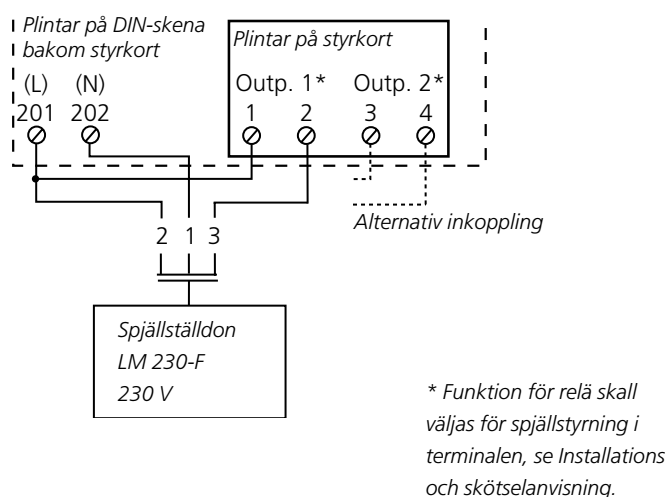 Plintar på DIN-skena
bakom styrkort
Plintar på styrkort
(L) (N)
201 202
Outp. 1* Outp. 2*
1 2 3 4
Alternativ inkoppling
2 1 3
Spjällställdon
LM 230-F
230 V
* Funktion för relä skall
väljas för spjällstyrning i
terminalen, se Installations
och skötselanvisning.